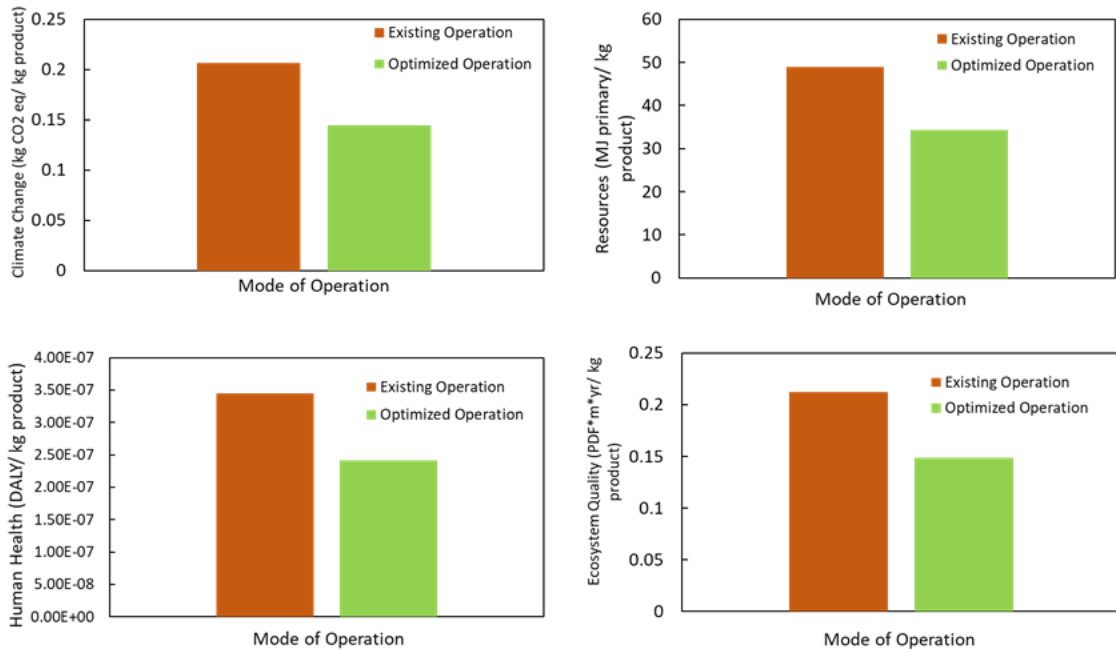 Climate Change (kg CO2 eq/ kg product)
0.25
0.2
0.15
0.1
0.05
0
Existing Operation
Optimized Operation
Mode of Operation
Resources (MJ primary/ kg
product)
60
50
40
30
20
10
0
Existing Operation
Optimized Operation
Mode of Operation
Human Health (DALY/ kg product)
4.00E-07
3.50E-07
3.00E-07
2.50E-07
2.00E-07
1.50E-07
1.00E-07
5.00E-08
0.00E+00
Existing Operation
Optimized Operation
Mode of Operation
Ecosystem Quality (PDF*m*yr/ kg
product)
0.25
0.2
0.15
0.1
0.05
0
Existing Operation
Optimized Operation
Mode of Operation